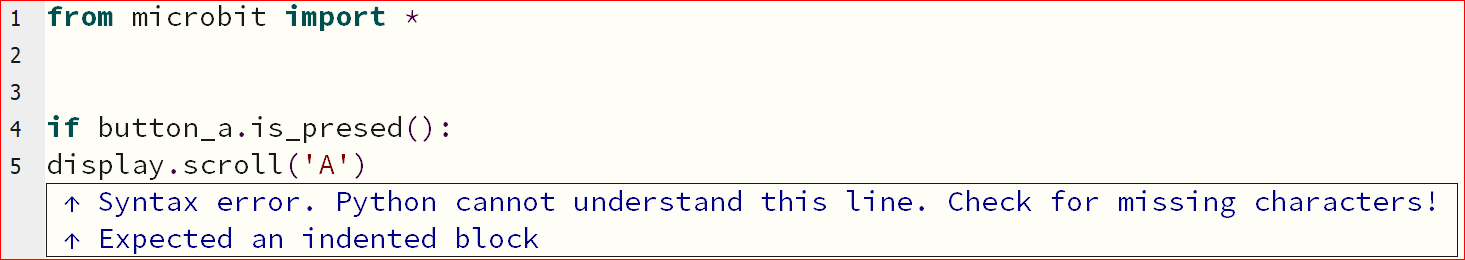 1 from microbit import *
2
3
4 if button_a.is_presed():
5 display.scroll('A')
↑ Syntax error. Python cannot understand this line. Check for missing characters!
↑ Expected an indented block